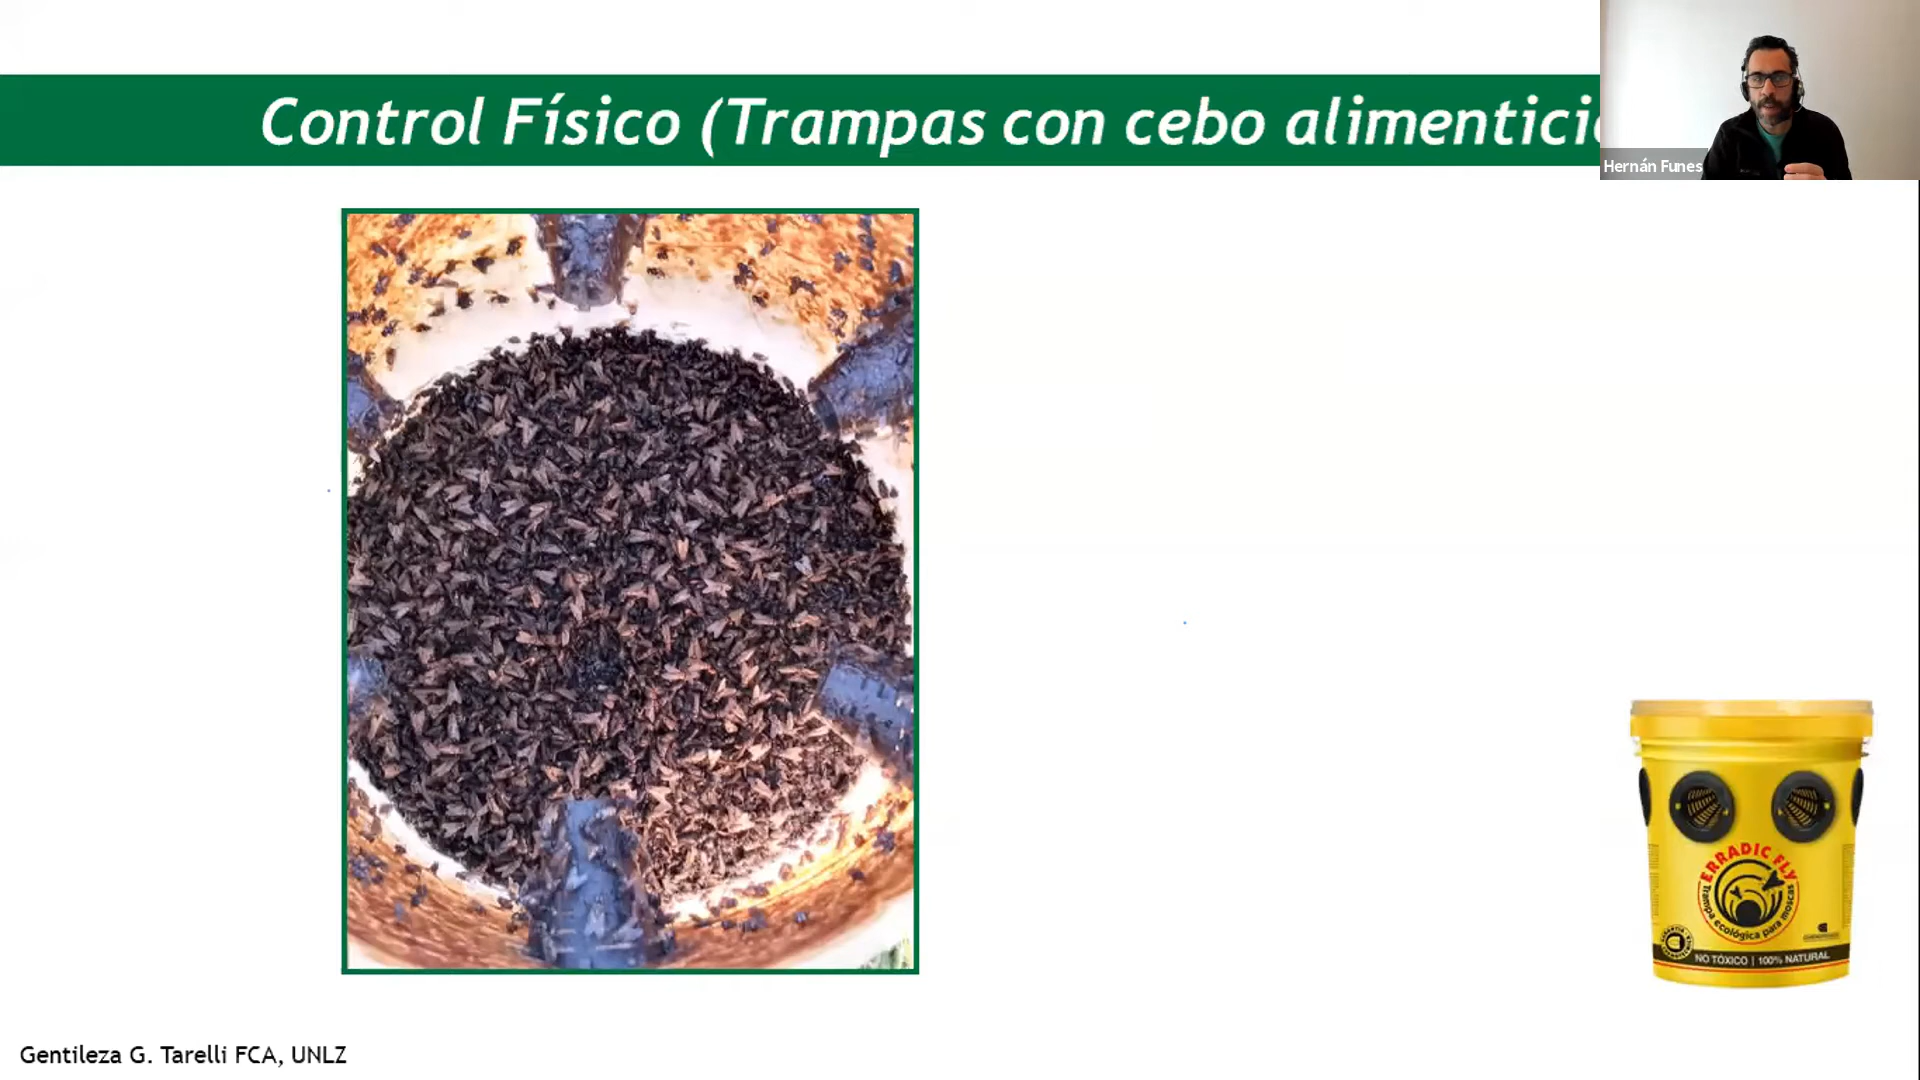 Control Físico (Trampas con cebo alimentici
Hernán Funes
ERRADIC FLY
Trampa ecológica para moscas
NO TÓXICO | 100% NATURAL
Gentileza G. Tarelli FCA, UNLZ